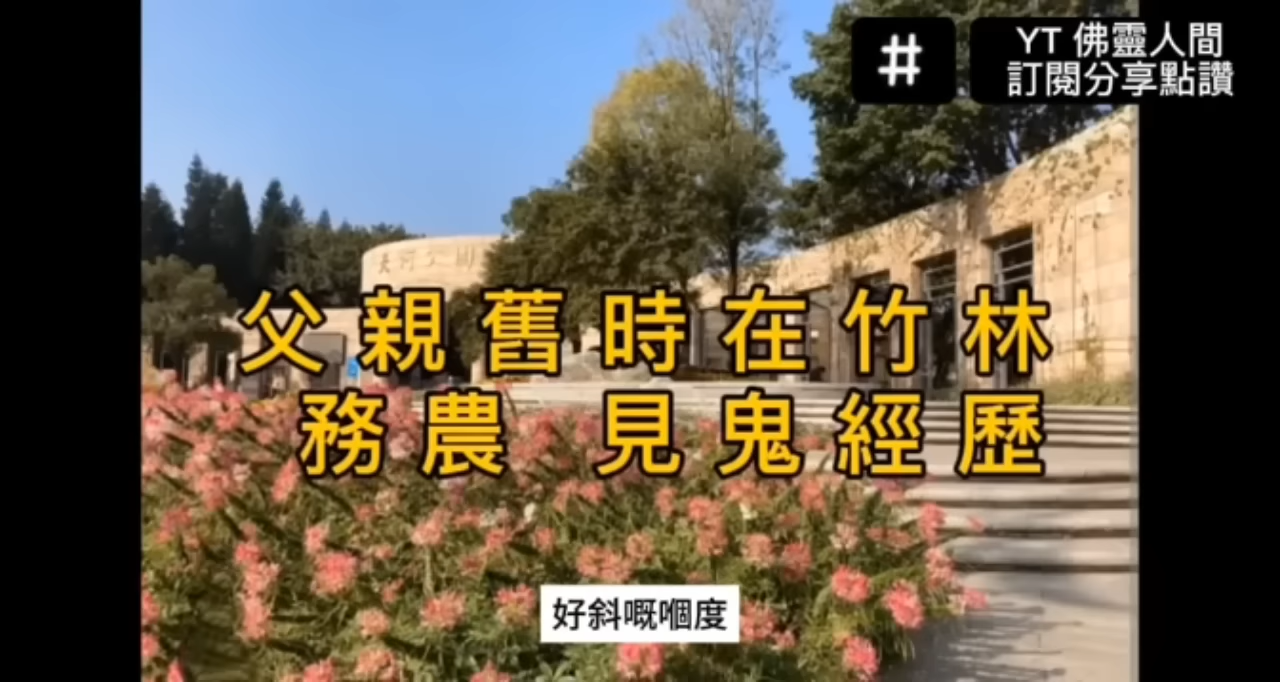 #
YT 佛靈人間
訂閱分享點讚
父親舊時在竹林
務農 見鬼經歷
好斜嘅嗰度